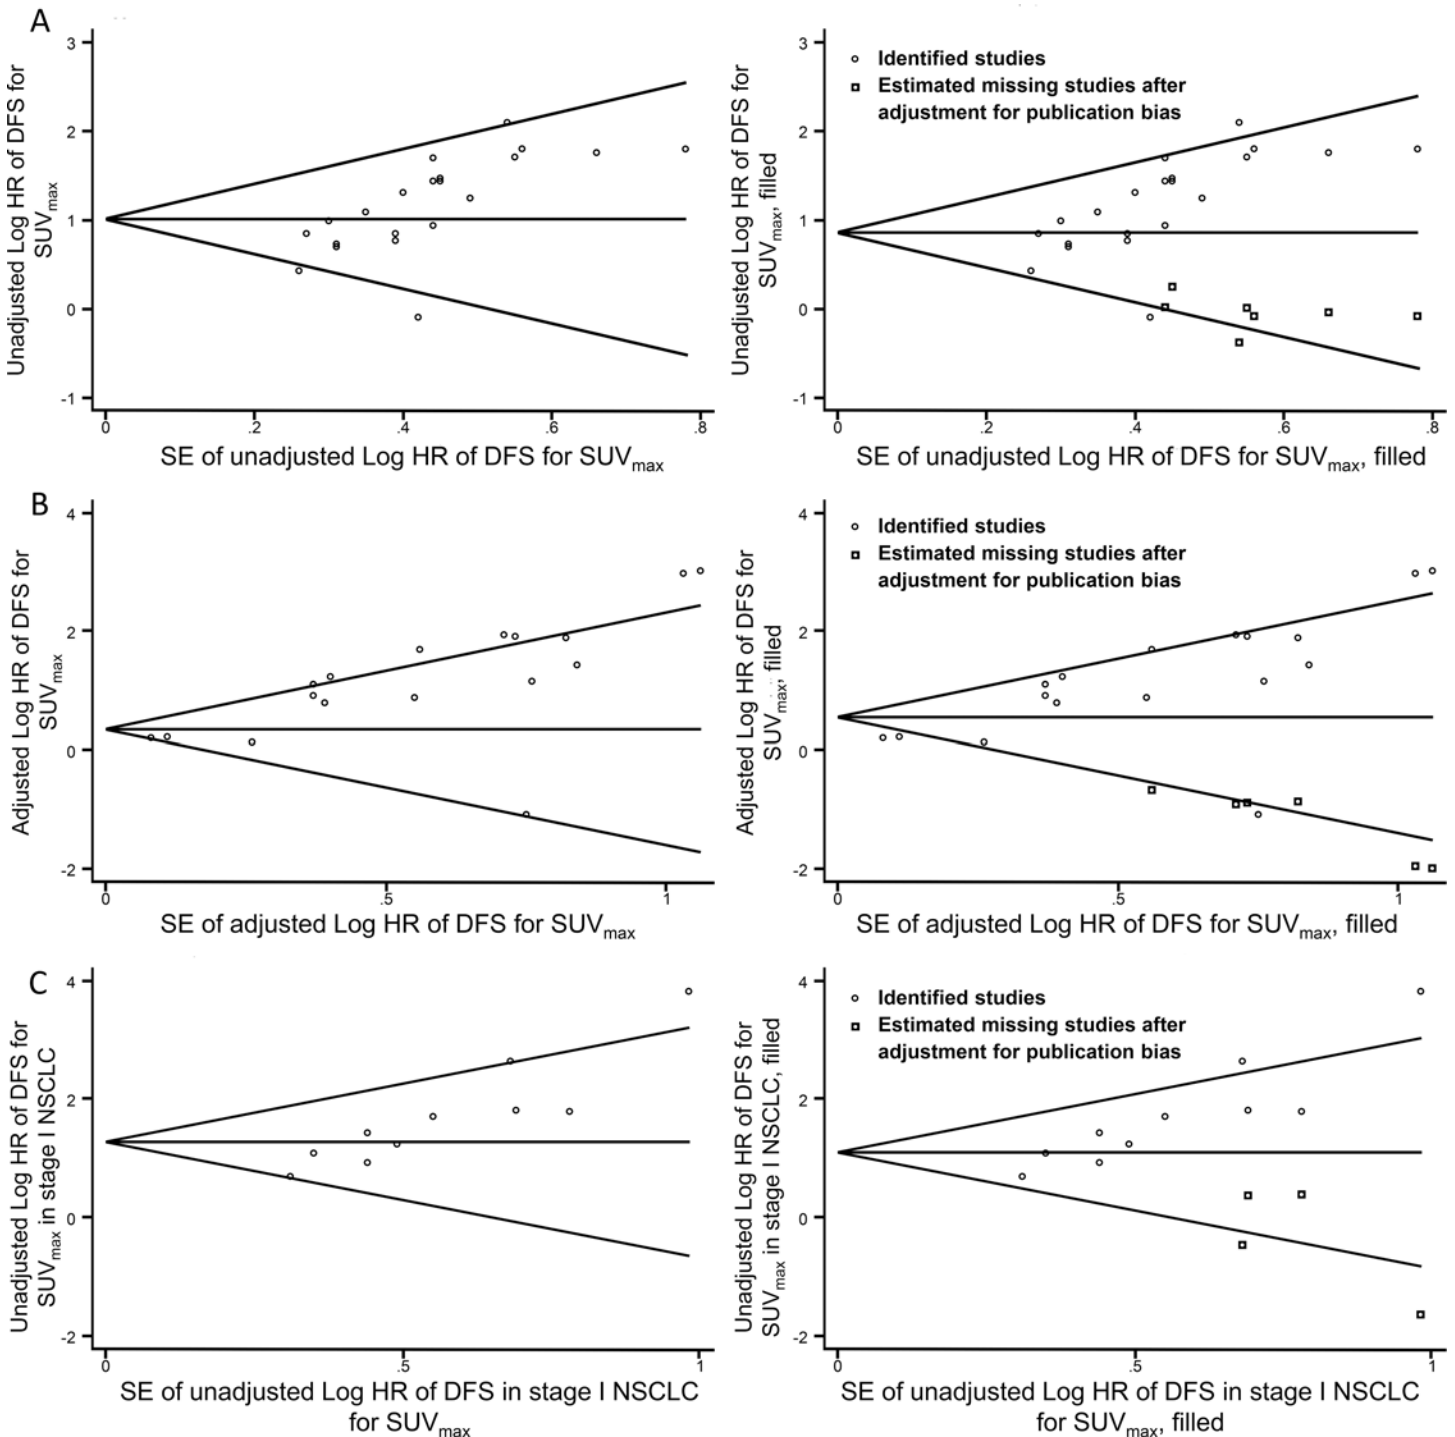 A
Unadjusted Log HR of DFS for
SUVmax
3
2
1
0
-1
0 .2 .4 .6 .8
SE of unadjusted Log HR of DFS for SUVmax
Unadjusted Log HR of DFS for
SUVmax, filled
3
2
1
0
-1
Identified studies
Estimated missing studies after
adjustment for publication bias
0 .2 .4 .6 .8
SE of unadjusted Log HR of DFS for SUVmax, filled
B
Adjusted Log HR of DFS for
SUVmax
4
2
0
-2
0 .5 1
SE of adjusted Log HR of DFS for SUVmax
Adjusted Log HR of DFS for
SUVmax, filled
4
2
0
-2
Identified studies
Estimated missing studies after
adjustment for publication bias
0 .5 1
SE of adjusted Log HR of DFS for SUVmax, filled
C
Unadjusted Log HR of DFS for
SUVmax in stage I NSCLC
4
2
0
-2
0 .5 1
SE of unadjusted Log HR of DFS in stage I NSCLC
for SUVmax
Unadjusted Log HR of DFS for
SUVmax in stage I NSCLC, filled
4
2
0
-2
Identified studies
Estimated missing studies after
adjustment for publication bias
0 .5 1
SE of unadjusted Log HR of DFS in stage I NSCLC
for SUVmax, filled